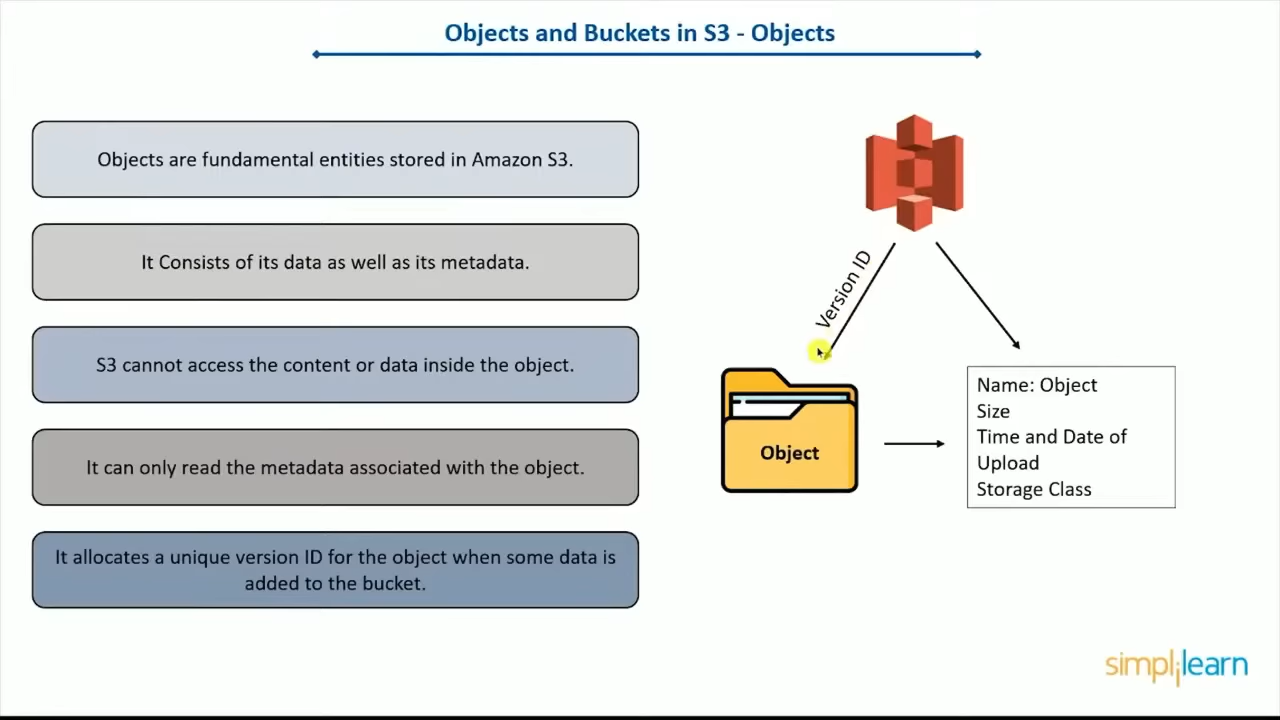 Objects and Buckets in S3 - Objects
Objects are fundamental entities stored in Amazon S3.
It Consists of its data as well as its metadata.
S3 cannot access the content or data inside the object.
It can only read the metadata associated with the object.
It allocates a unique version ID for the object when some data is
added to the bucket.
Version ID
Object
Name: Object
Size
Time and Date of
Upload
Storage Class
simplilearn